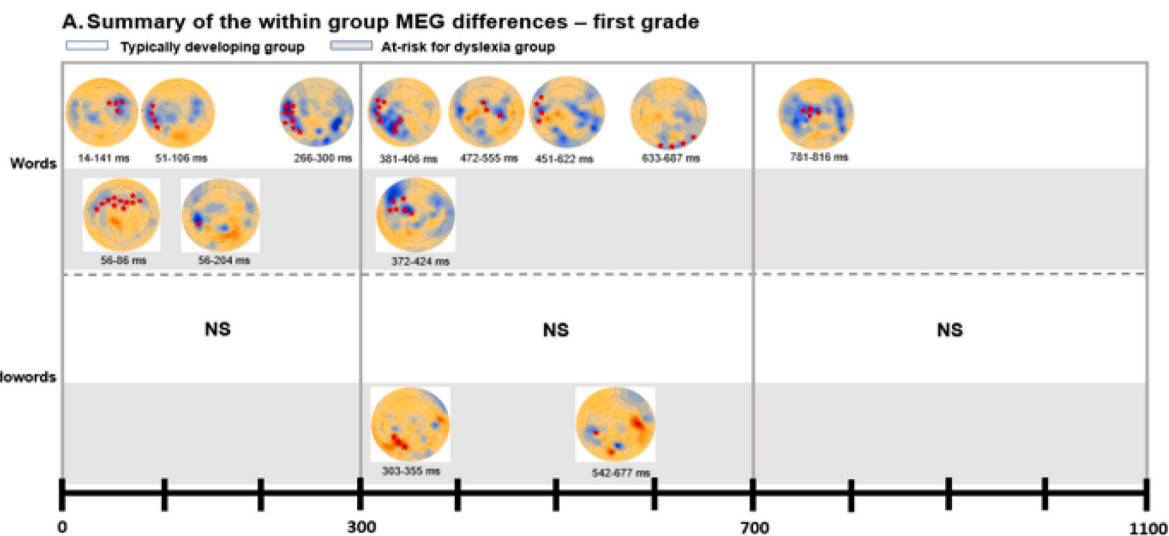 A. Summary of the within group MEG differences – first grade
Typically developing group At-risk for dyslexia group
14-141 ms 51-106 ms 266-300 ms 381-406 ms 472-555 ms 451-622 ms 633-687 ms 781-816 ms
Words
56-86 ms 56-204 ms 372-424 ms
NS NS NS
dowords
303-355 ms 542-677 ms
0 300 700 1100